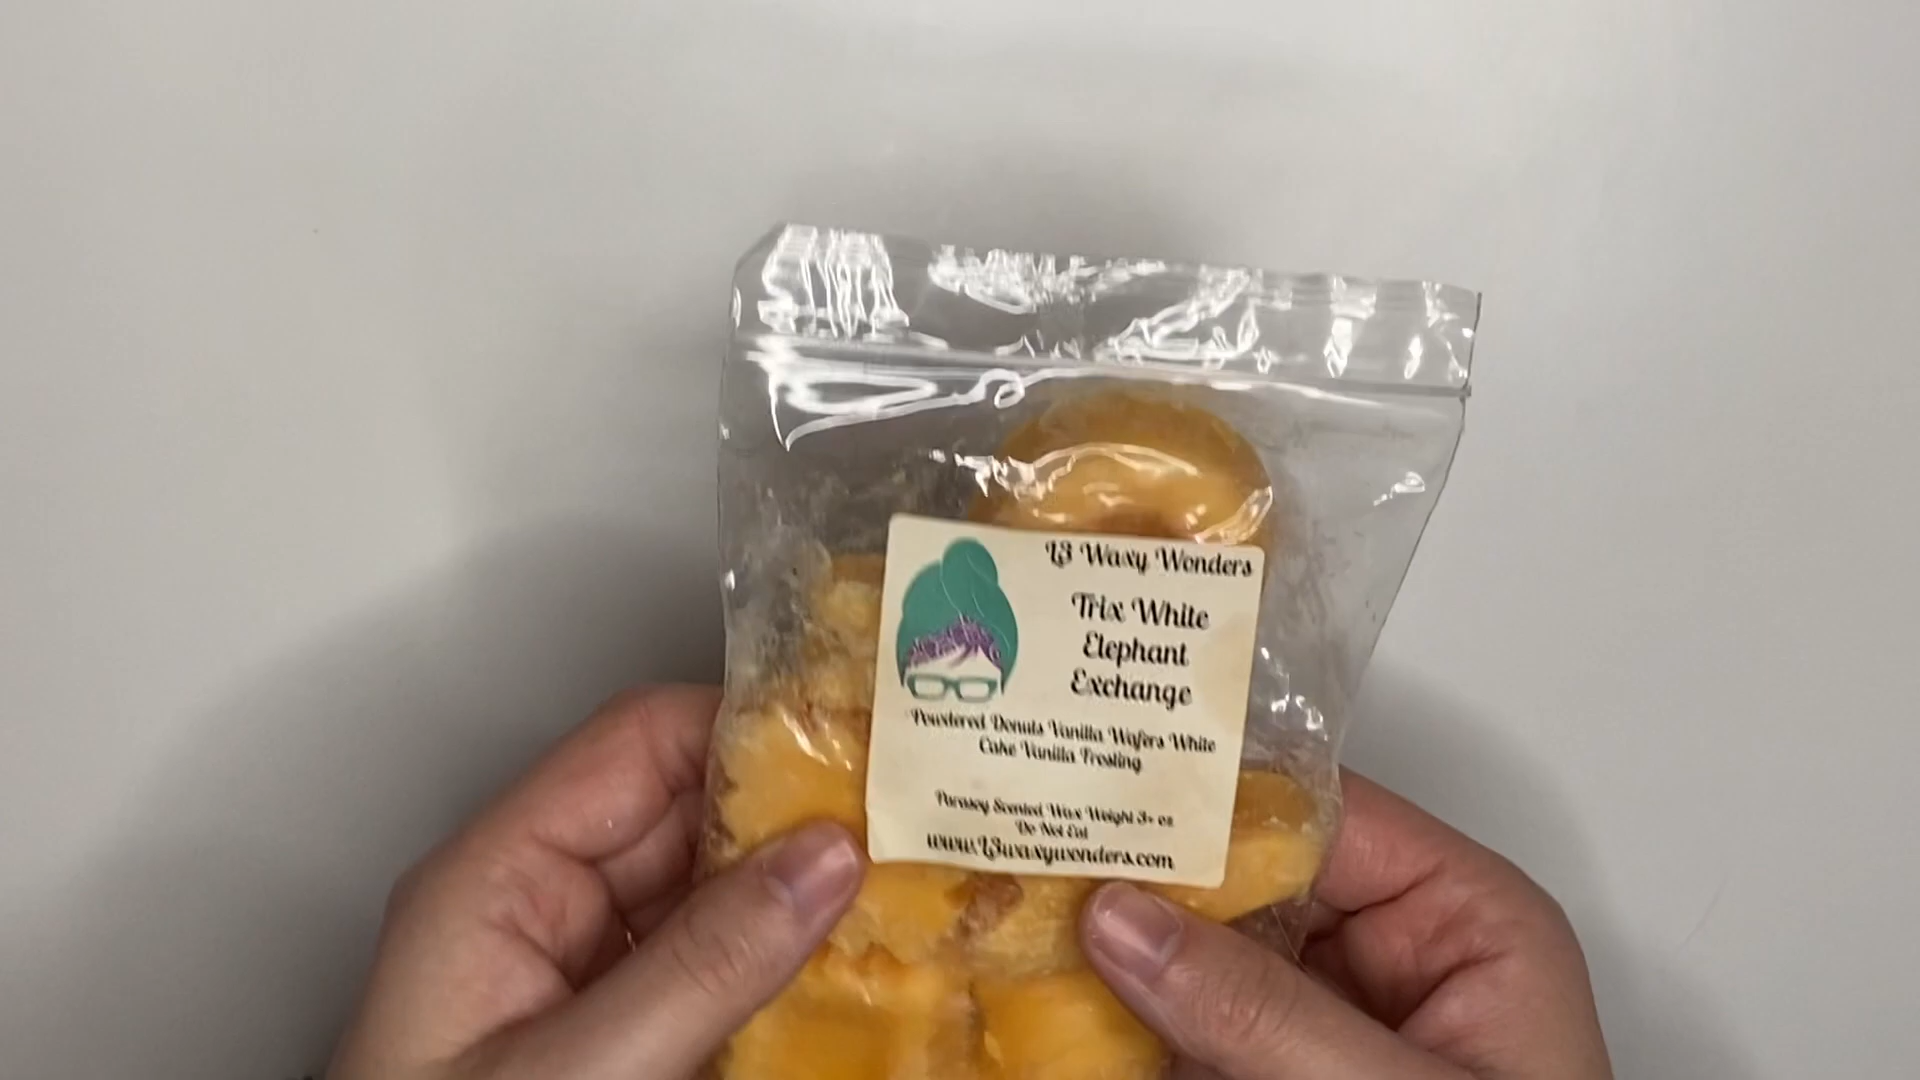 L3 Waxy Wonders
Trix White
Elephant
Exchange
Powdered Donuts Vanilla Wafers White
Cake Vanilla Frosting
Parasoy Scented Wax Weight 3+ oz
Do Not Eat
www.L3waxywonders.com